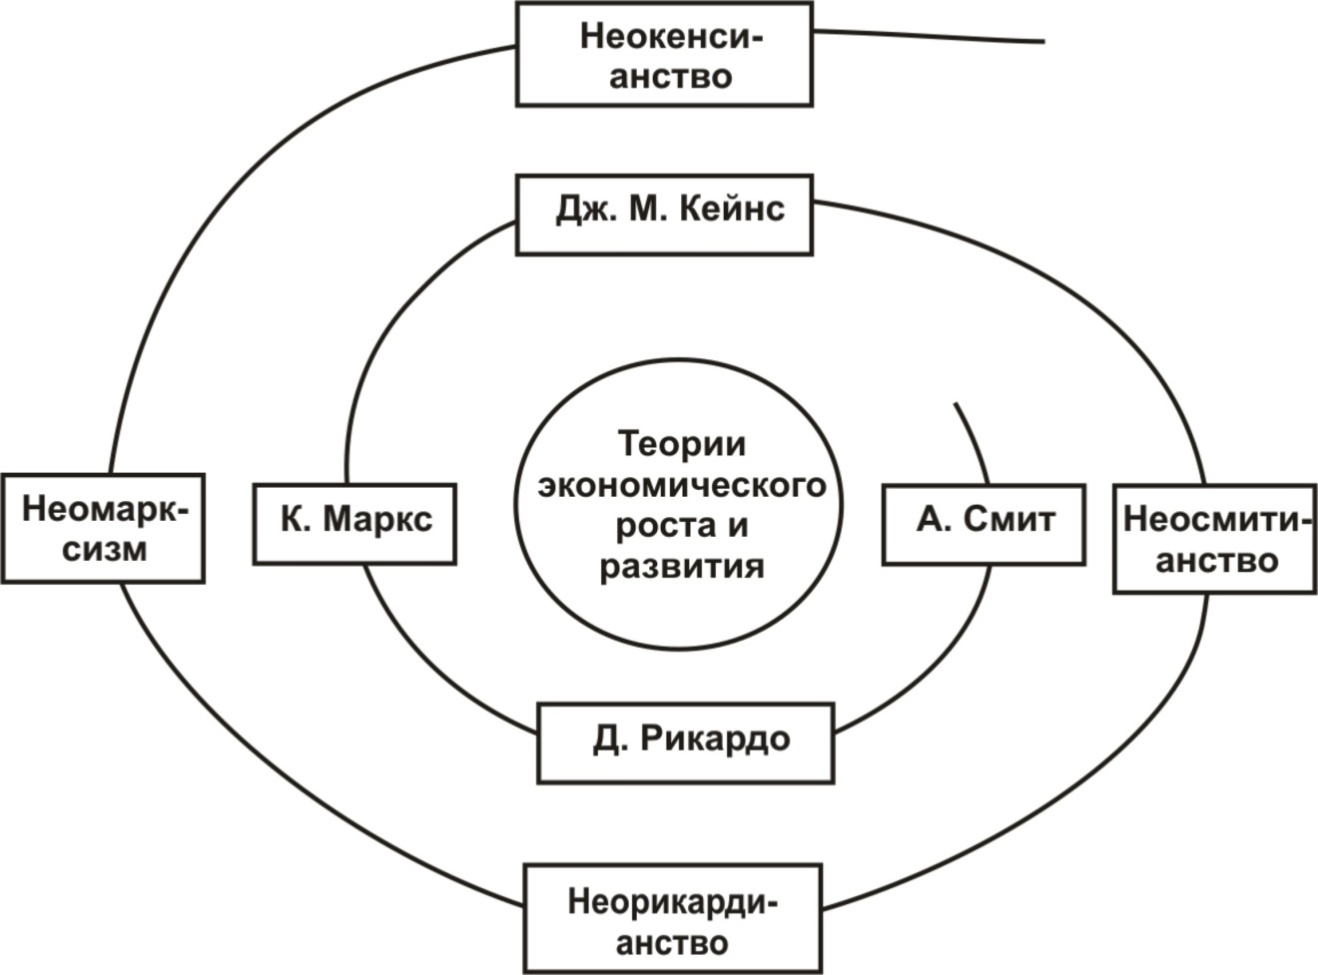 Неокенси-
анство
Дж. М. Кейнс
Теории
экономического
роста и
развития
Неомарк-
сизм
К. Маркс
А. Смит
Неосмити-
анство
Д. Рикардо
Неорикарди-
анство